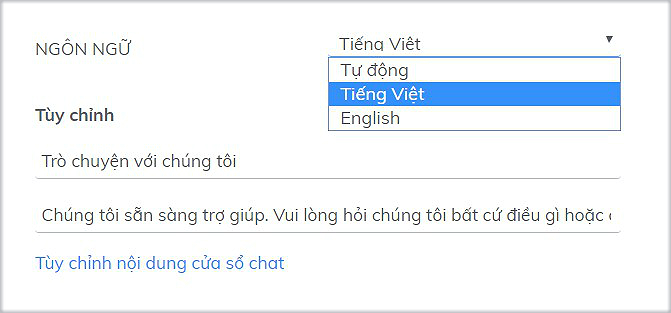 NGÔN NGỮ
Tiếng Việt
Tự động
Tiếng Việt
English
Tùy chỉnh
Trò chuyện với chúng tôi
Chúng tôi sẵn sàng trợ giúp. Vui lòng hỏi chúng tôi bất cứ điều gì hoặc
Tùy chỉnh nội dung cửa sổ chat